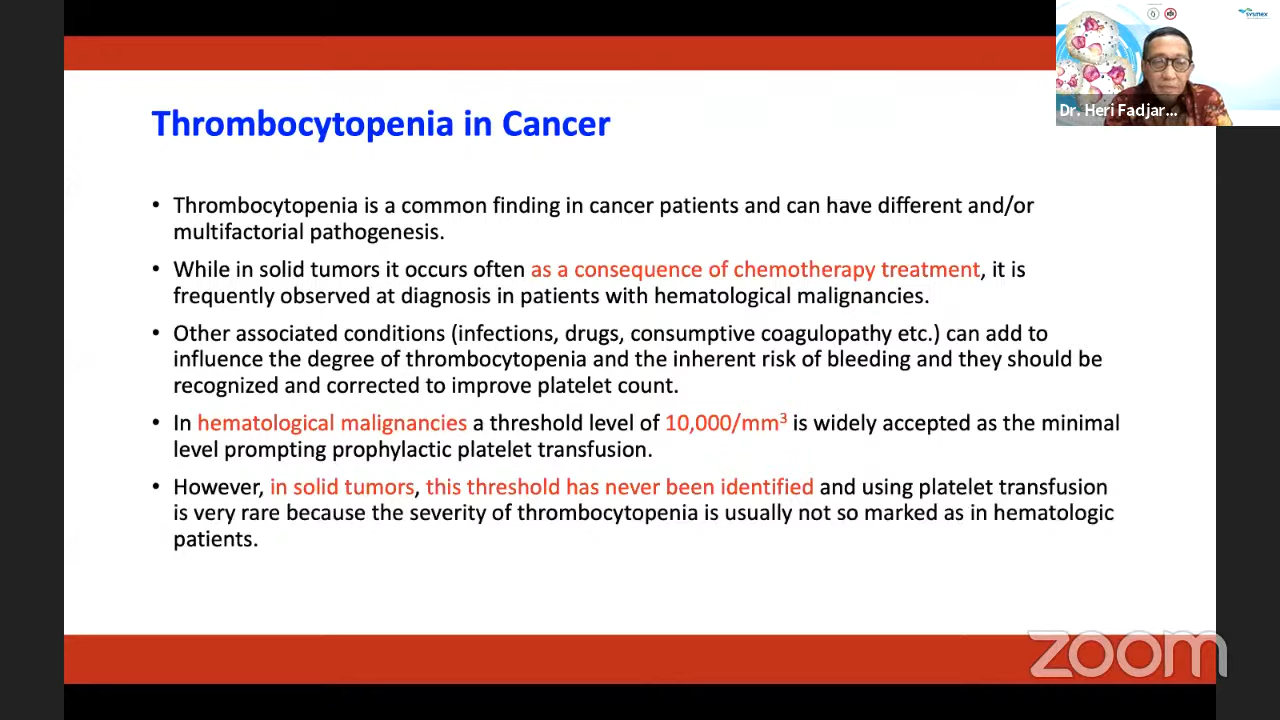 sysmex
Dr. Heri Fadjar...
Thrombocytopenia in Cancer
• Thrombocytopenia is a common finding in cancer patients and can have different and/or
multifactorial pathogenesis.
• While in solid tumors it occurs often as a consequence of chemotherapy treatment, it is
frequently observed at diagnosis in patients with hematological malignancies.
• Other associated conditions (infections, drugs, consumptive coagulopathy etc.) can add to
influence the degree of thrombocytopenia and the inherent risk of bleeding and they should be
recognized and corrected to improve platelet count.
• In hematological malignancies a threshold level of 10,000/mm³ is widely accepted as the minimal
level prompting prophylactic platelet transfusion.
• However, in solid tumors, this threshold has never been identified and using platelet transfusion
is very rare because the severity of thrombocytopenia is usually not so marked as in hematologic
patients.
zoom